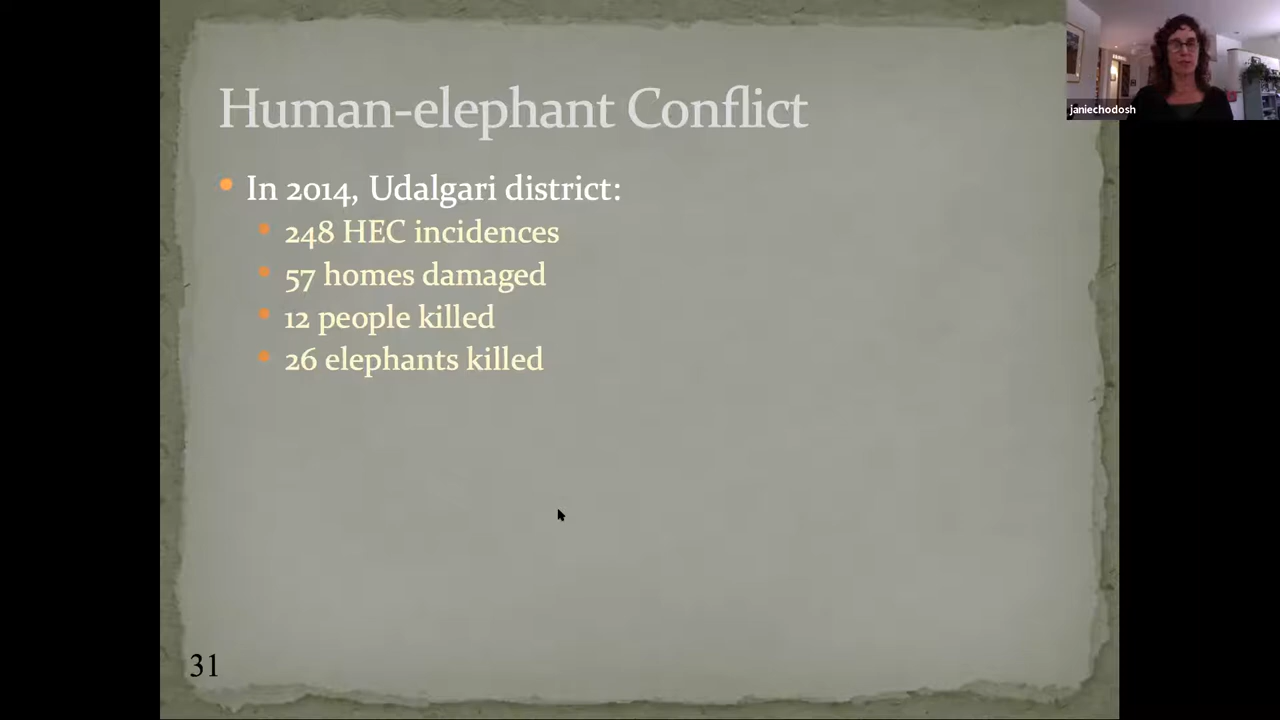 Human-elephant Conflict
In 2014, Udalgari district:
248 HEC incidences
57 homes damaged
12 people killed
26 elephants killed
31
janiechodosh